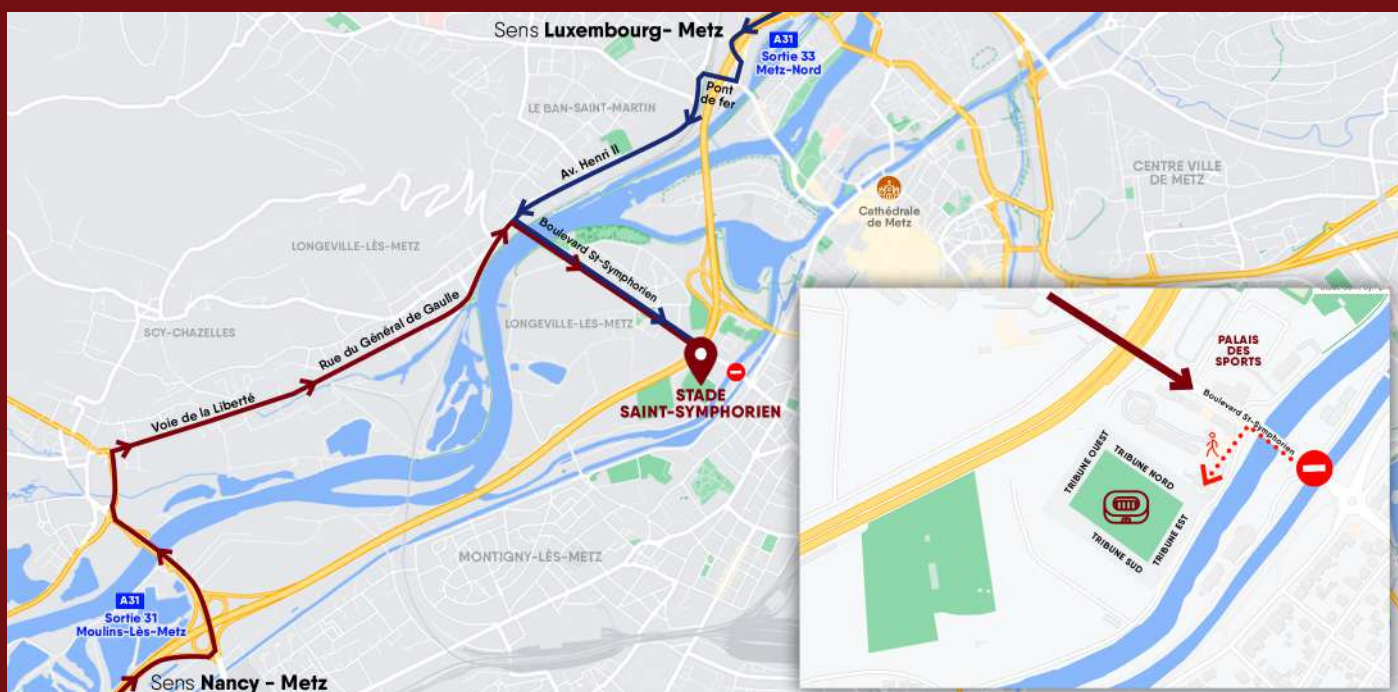 Sens Luxembourg- Metz
A31
Sortie 33
Metz-Nord
Pont
de fer
LE BAN-SAINT-MARTIN
Av. Henri II
CENTRE VILLE
DE METZ
Cathédrale
de Metz
LONGEVILLE-LÈS-METZ
Boulevard St-Symphorien
SCY-CHAZELLES
Rue du Général de Gaulle
LONGEVILLE-LÈS-METZ
Voie de la Liberté
STADE
SAINT-SYMPHORIEN
MONTIGNY-LÈS-METZ
A31
Sortie 31
Moulins-Lès-Metz
Sens Nancy - Metz
PALAIS
DES
SPORTS
Boulevard St-Symphorien
TRIBUNE OUEST
TRIBUNE NORD
TRIBUNE EST
TRIBUNE SUD